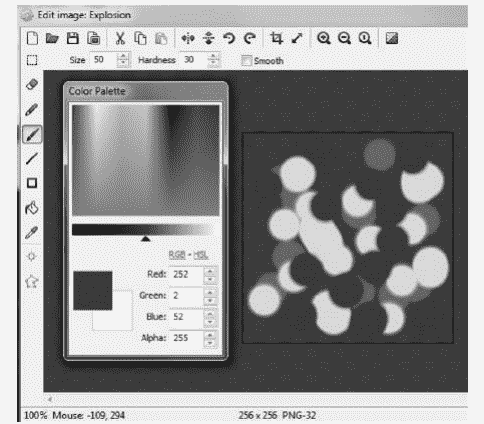 Edit image: Explosion
Size 50 Hardness 30 Smooth
Color Palette
RGB - HSL
Red: 252
Green: 2
Blue: 52
Alpha: 255
100% Mouse: -109, 294 256 x 256 PNG-32